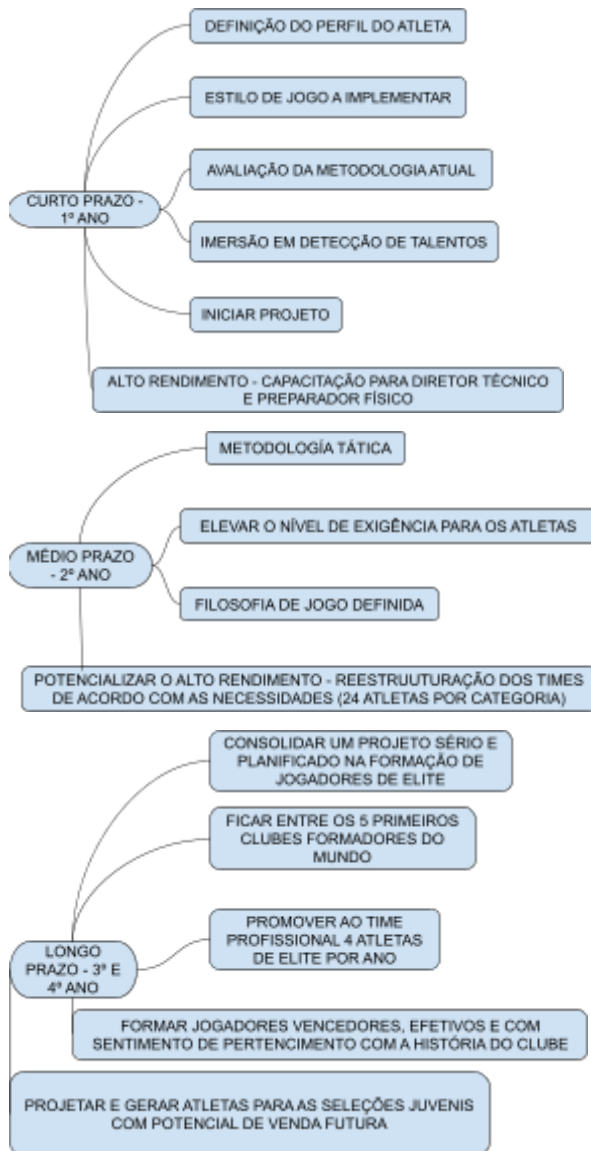 DEFINIÇÃO DO PERFIL DO ATLETA
ESTILO DE JOGO A IMPLEMENTAR
AVALIAÇÃO DA METODOLOGIA ATUAL
CURTO PRAZO -
1º ANO
IMERSÃO EM DETECÇÃO DE TALENTOS
INICIAR PROJETO
ALTO RENDIMENTO - CAPACITAÇÃO PARA DIRETOR TÉCNICO
E PREPARADOR FÍSICO
METODOLOGÍA TÁTICA
ELEVAR O NÍVEL DE EXIGÊNCIA PARA OS ATLETAS
MÉDIO PRAZO
- 2º ANO
FILOSOFIA DE JOGO DEFINIDA
POTENCIALIZAR O ALTO RENDIMENTO - REESTRUUTURAÇÃO DOS TIMES
DE ACORDO COM AS NECESSIDADES (24 ATLETAS POR CATEGORIA)
CONSOLIDAR UM PROJETO SÉRIO E
PLANIFICADO NA FORMAÇÃO DE
JOGADORES DE ELITE
FICAR ENTRE OS 5 PRIMEIROS
CLUBES FORMADORES DO
MUNDO
PROMOVER AO TIME
PROFISSIONAL 4 ATLETAS
DE ELITE POR ANO
LONGO
PRAZO - 3º E
4º ANO
FORMAR JOGADORES VENCEDORES, EFETIVOS E COM
SENTIMENTO DE PERTENCIMENTO COM A HISTÓRIA DO CLUBE
PROJETAR E GERAR ATLETAS PARA AS SELEÇÕES JUVENIS
COM POTENCIAL DE VENDA FUTURA